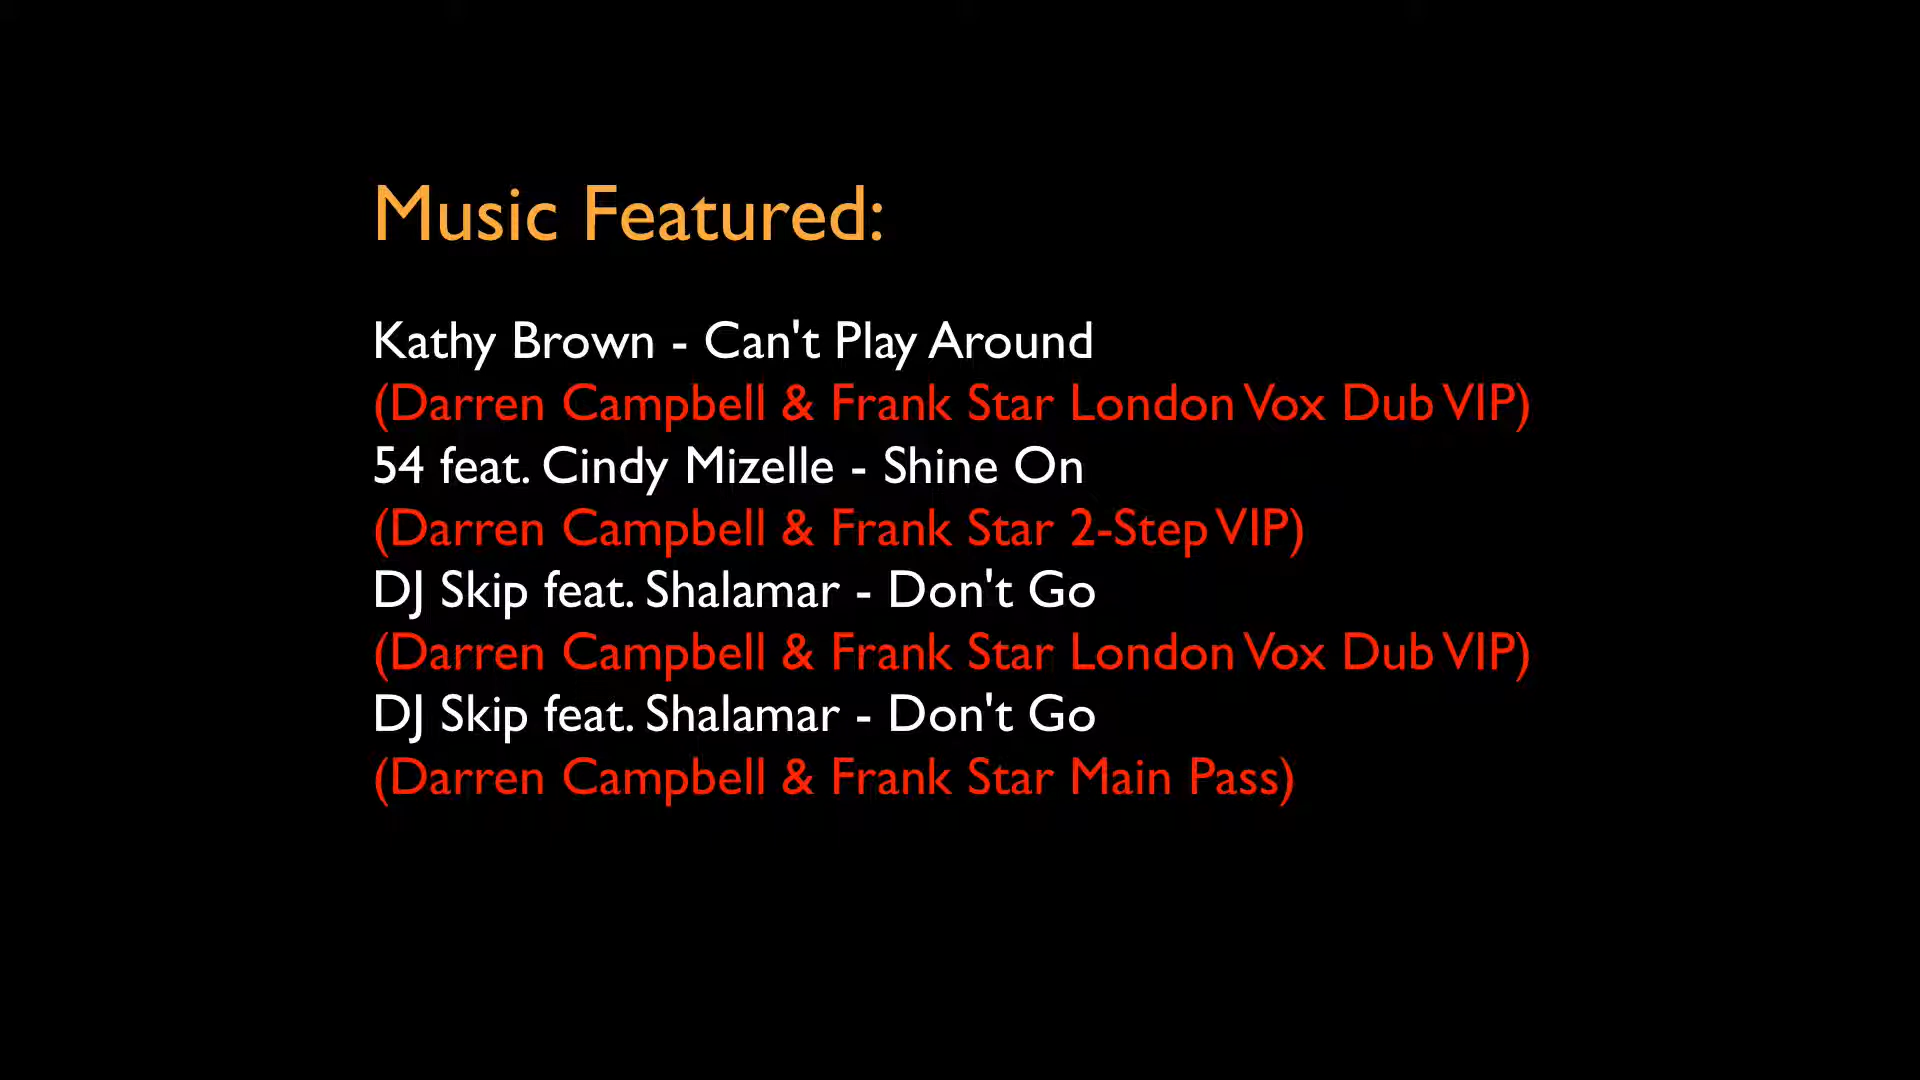 Music Featured:
Kathy Brown - Can't Play Around
(Darren Campbell & Frank Star London Vox Dub VIP)
54 feat. Cindy Mizelle - Shine On
(Darren Campbell & Frank Star 2-Step VIP)
DJ Skip feat. Shalamar - Don't Go
(Darren Campbell & Frank Star London Vox Dub VIP)
DJ Skip feat. Shalamar - Don't Go
(Darren Campbell & Frank Star Main Pass)